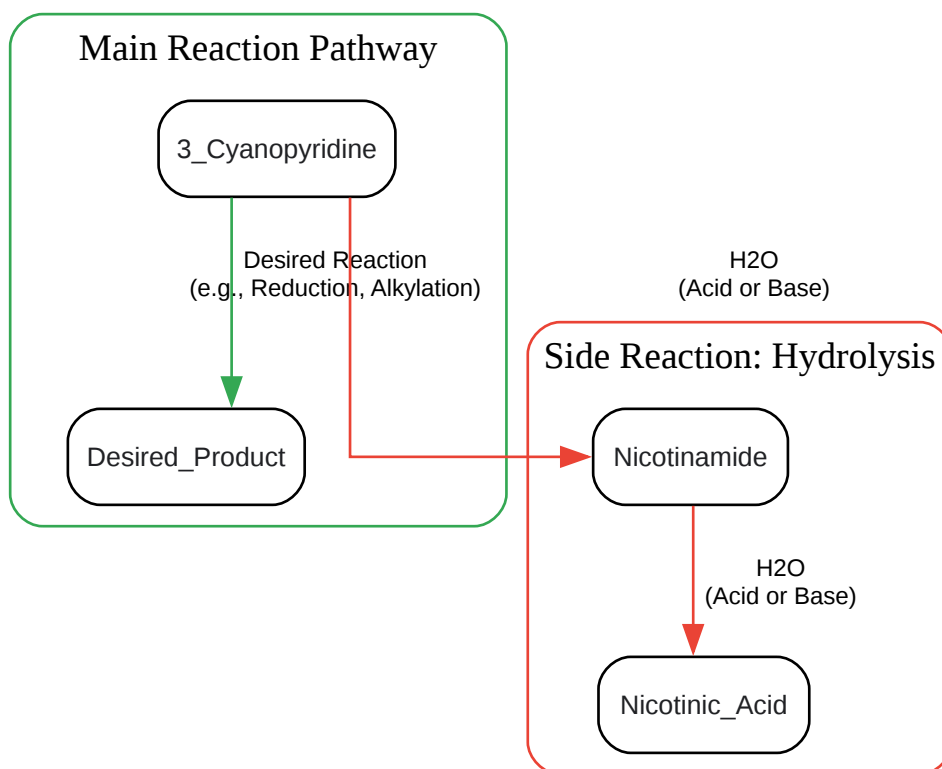 Main Reaction Pathway
3_Cyanopyridine
Desired Reaction
(e.g., Reduction, Alkylation)
H2O
(Acid or Base)
Side Reaction: Hydrolysis
Desired_Product
Nicotinamide
H2O
(Acid or Base)
Nicotinic_Acid